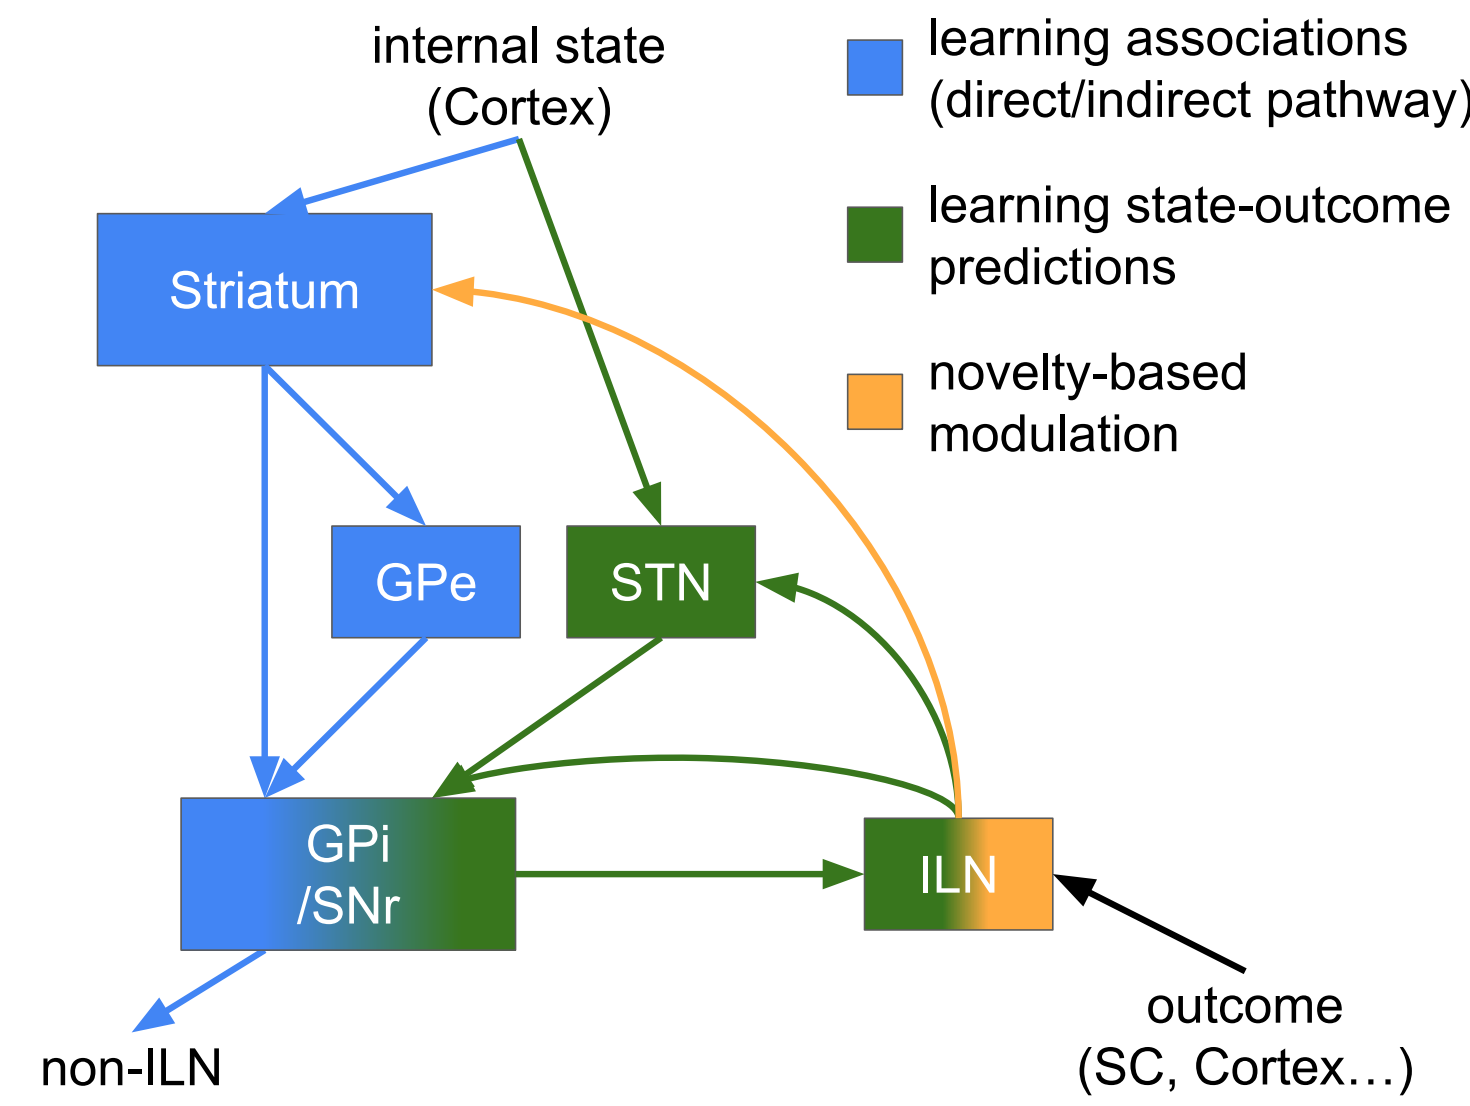 internal state
(Cortex)
learning associations
(direct/indirect pathway)
learning state-outcome
predictions
novelty-based
modulation
Striatum
GPe
STN
GPi
/SNr
ILN
non-ILN
outcome
(SC, Cortex…)